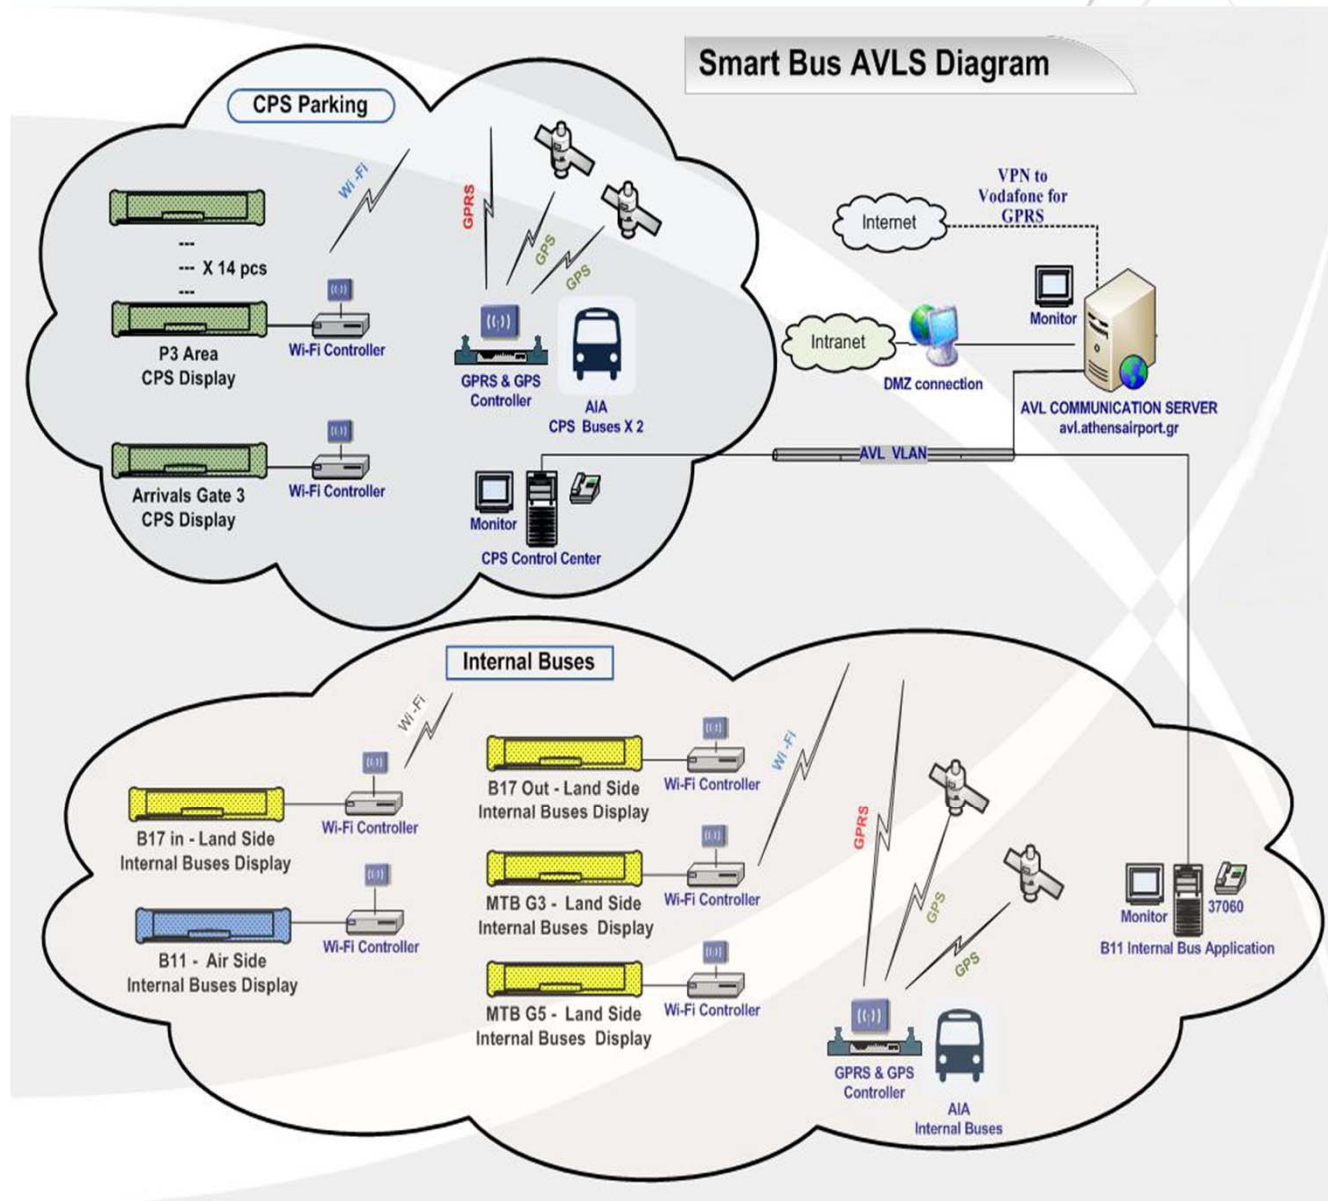 Smart Bus AVLS Diagram
CPS Parking
Wi -Fi
GPRS
GPS
GPS
---
--- X 14 pcs
---
P3 Area
CPS Display
Wi-Fi Controller
GPRS & GPS
Controller
AIA
CPS Buses X 2
Arrivals Gate 3
CPS Display
Wi-Fi Controller
Monitor
CPS Control Center
VPN to
Vodafone for
GPRS
Internet
Monitor
Intranet
DMZ connection
AVL COMMUNICATION SERVER
avl.athensairport.gr
AVL VLAN
Internal Buses
Wi -Fi
B17 in - Land Side
Internal Buses Display
Wi-Fi Controller
B11 - Air Side
Internal Buses Display
Wi-Fi Controller
B17 Out - Land Side
Internal Buses Display
Wi-Fi Controller
MTB G3 - Land Side
Internal Buses Display
Wi-Fi Controller
MTB G5 - Land Side
Internal Buses Display
Wi-Fi Controller
Wi -Fi
GPRS
GPS
GPS
GPRS & GPS
Controller
AIA
Internal Buses
Monitor
37060
B11 Internal Bus Application